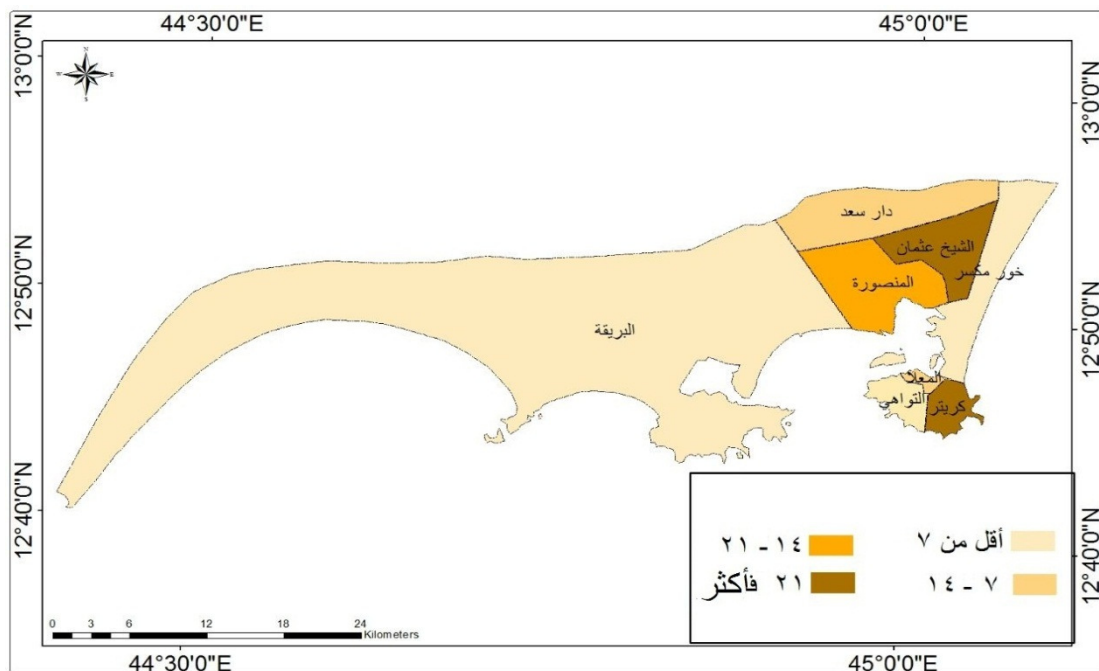 44°30'0"E 45°0'0"E
13°0'0"N
13°0'0"N
N
W E
S
دار سعد
الشيخ عثمان
خور مكسر
المنصورة
12°50'0"N
البريقة
12°50'0"N
المعلا
التواهي
كريتر
12°40'0"N
12°40'0"N
أقل من ٧
١٤ - ٢١
٧ - ١٤
٢١ فأكثر
0 3 6 12 18 24
Kilometers
44°30'0"E 45°0'0"E